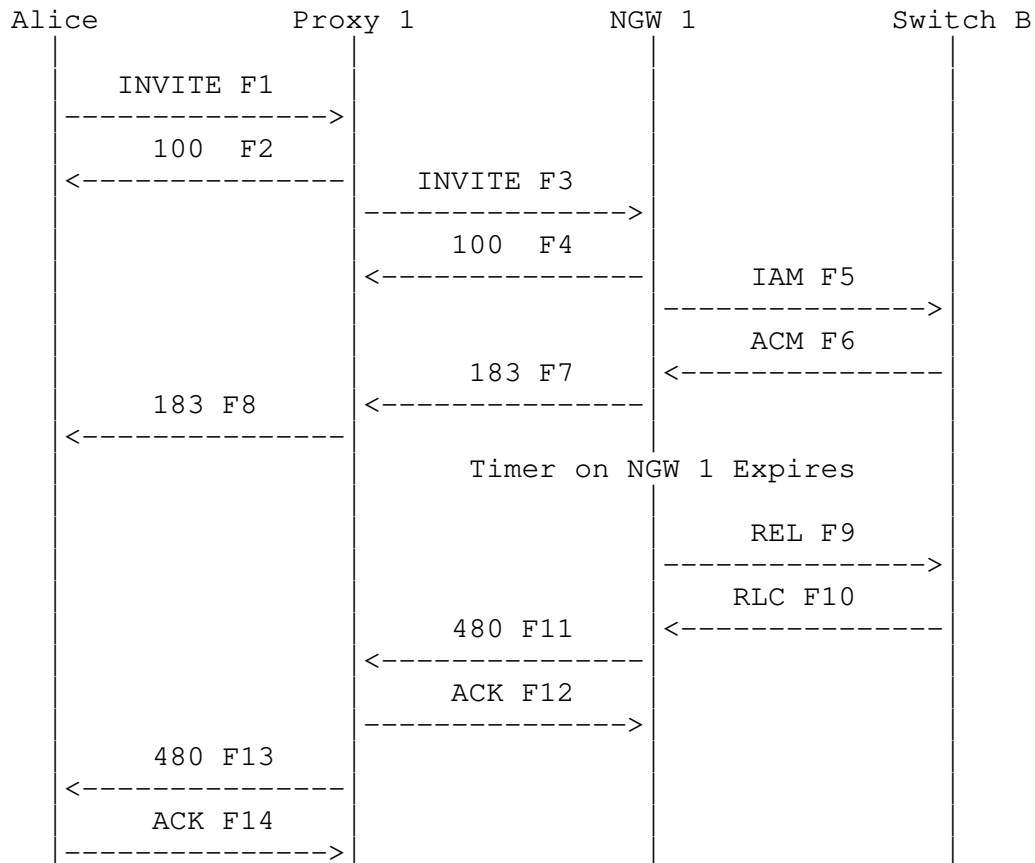 Alice Proxy 1 NGW 1 Switch B
INVITE F1
100 F2
INVITE F3
100 F4
IAM F5
ACM F6
183 F7
183 F8
Timer on NGW 1 Expires
REL F9
RLC F10
480 F11
ACK F12
480 F13
ACK F14